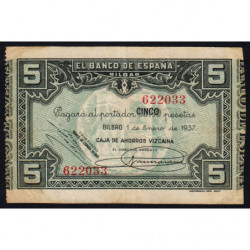 EL BANCO DE ESPAÑA
BILBAO
5 5
622033
Pagará al portador CINCO pesetas
BILBAO 1 de Enero de 1937
CAJA DE AHORROS VIZCAINA
622033
5 5